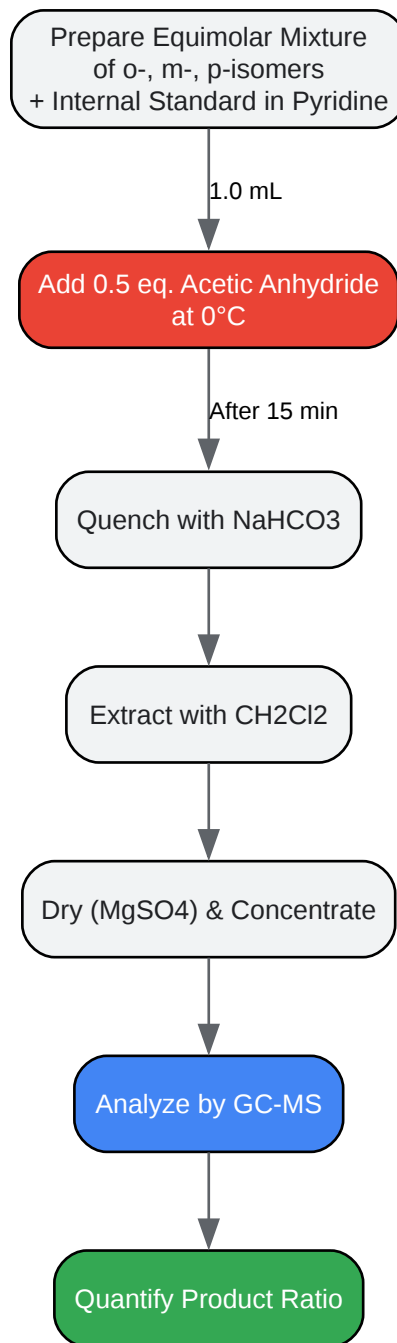 Prepare Equimolar Mixture
of o-, m-, p-isomers
+ Internal Standard in Pyridine
1.0 mL
Add 0.5 eq. Acetic Anhydride
at 0°C
After 15 min
Quench with NaHCO3
Extract with CH2Cl2
Dry (MgSO4) & Concentrate
Analyze by GC-MS
Quantify Product Ratio